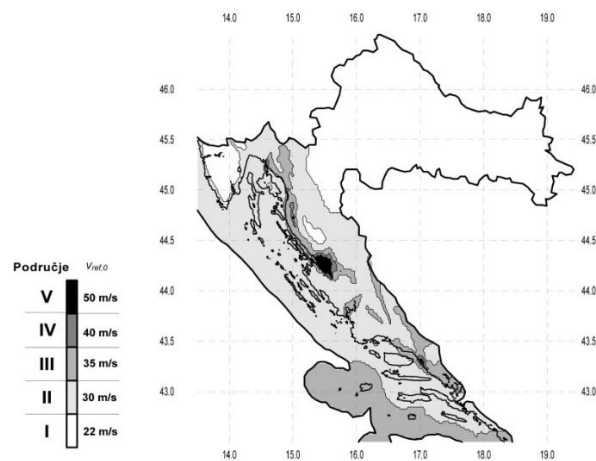 14.0 15.0 16.0 17.0 18.0 19.0
46.0 46.0
45.5 45.5
45.0 45.0
44.5 44.5
44.0 44.0
43.5 43.5
43.0 43.0
14.0 15.0 16.0 17.0 18.0 19.0
Područje Vref,0
V 50 m/s
IV 40 m/s
III 35 m/s
II 30 m/s
I 22 m/s